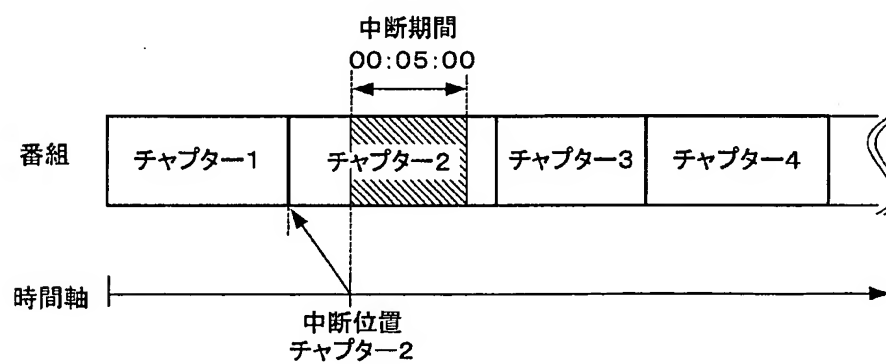 中断期間
00:05:00
番組
チャプター1
チャプター2
チャプター3
チャプター4
時間軸
中断位置
チャプター2